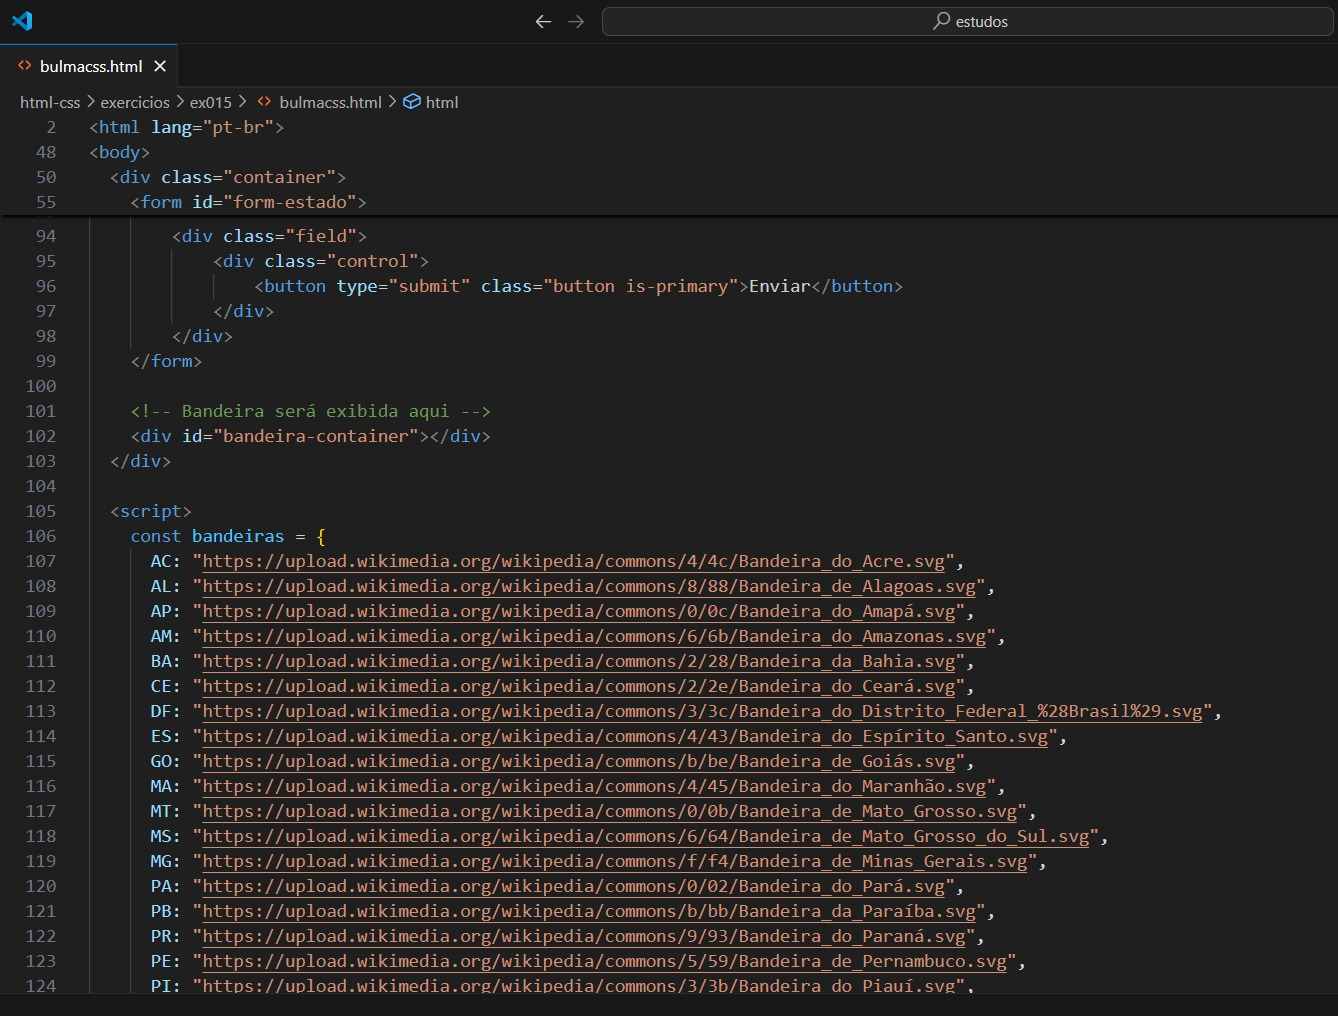 estudos
bulmacss.html
html-css > exercicios > ex015 > bulmacss.html > html
2 <html lang="pt-br">
48 <body>
50 <div class="container">
55 <form id="form-estado">
94 <div class="field">
95 <div class="control">
96 <button type="submit" class="button is-primary">Enviar</button>
97 </div>
98 </div>
99 </form>
100
101 <!-- Bandeira será exibida aqui -->
102 <div id="bandeira-container"></div>
103 </div>
104
105 <script>
106 const bandeiras = {
107 AC: "https://upload.wikimedia.org/wikipedia/commons/4/4c/Bandeira_do_Acre.svg",
108 AL: "https://upload.wikimedia.org/wikipedia/commons/8/88/Bandeira_de_Alagoas.svg",
109 AP: "https://upload.wikimedia.org/wikipedia/commons/0/0c/Bandeira_do_Amapá.svg",
110 AM: "https://upload.wikimedia.org/wikipedia/commons/6/6b/Bandeira_do_Amazonas.svg",
111 BA: "https://upload.wikimedia.org/wikipedia/commons/2/28/Bandeira_da_Bahia.svg",
112 CE: "https://upload.wikimedia.org/wikipedia/commons/2/2e/Bandeira_do_Ceará.svg",
113 DF: "https://upload.wikimedia.org/wikipedia/commons/3/3c/Bandeira_do_Distrito_Federal_%28Brasil%29.svg",
114 ES: "https://upload.wikimedia.org/wikipedia/commons/4/43/Bandeira_do_Espírito_Santo.svg",
115 GO: "https://upload.wikimedia.org/wikipedia/commons/b/be/Bandeira_de_Goiás.svg",
116 MA: "https://upload.wikimedia.org/wikipedia/commons/4/45/Bandeira_do_Maranhão.svg",
117 MT: "https://upload.wikimedia.org/wikipedia/commons/0/0b/Bandeira_de_Mato_Grosso.svg",
118 MS: "https://upload.wikimedia.org/wikipedia/commons/6/64/Bandeira_de_Mato_Grosso_do_Sul.svg",
119 MG: "https://upload.wikimedia.org/wikipedia/commons/f/f4/Bandeira_de_Minas_Gerais.svg",
120 PA: "https://upload.wikimedia.org/wikipedia/commons/0/02/Bandeira_do_Pará.svg",
121 PB: "https://upload.wikimedia.org/wikipedia/commons/b/bb/Bandeira_da_Paraíba.svg",
122 PR: "https://upload.wikimedia.org/wikipedia/commons/9/93/Bandeira_do_Paraná.svg",
123 PE: "https://upload.wikimedia.org/wikipedia/commons/5/59/Bandeira_de_Pernambuco.svg",
124 PI: "https://upload.wikimedia.org/wikipedia/commons/3/3b/Bandeira_do_Piauí.svg",